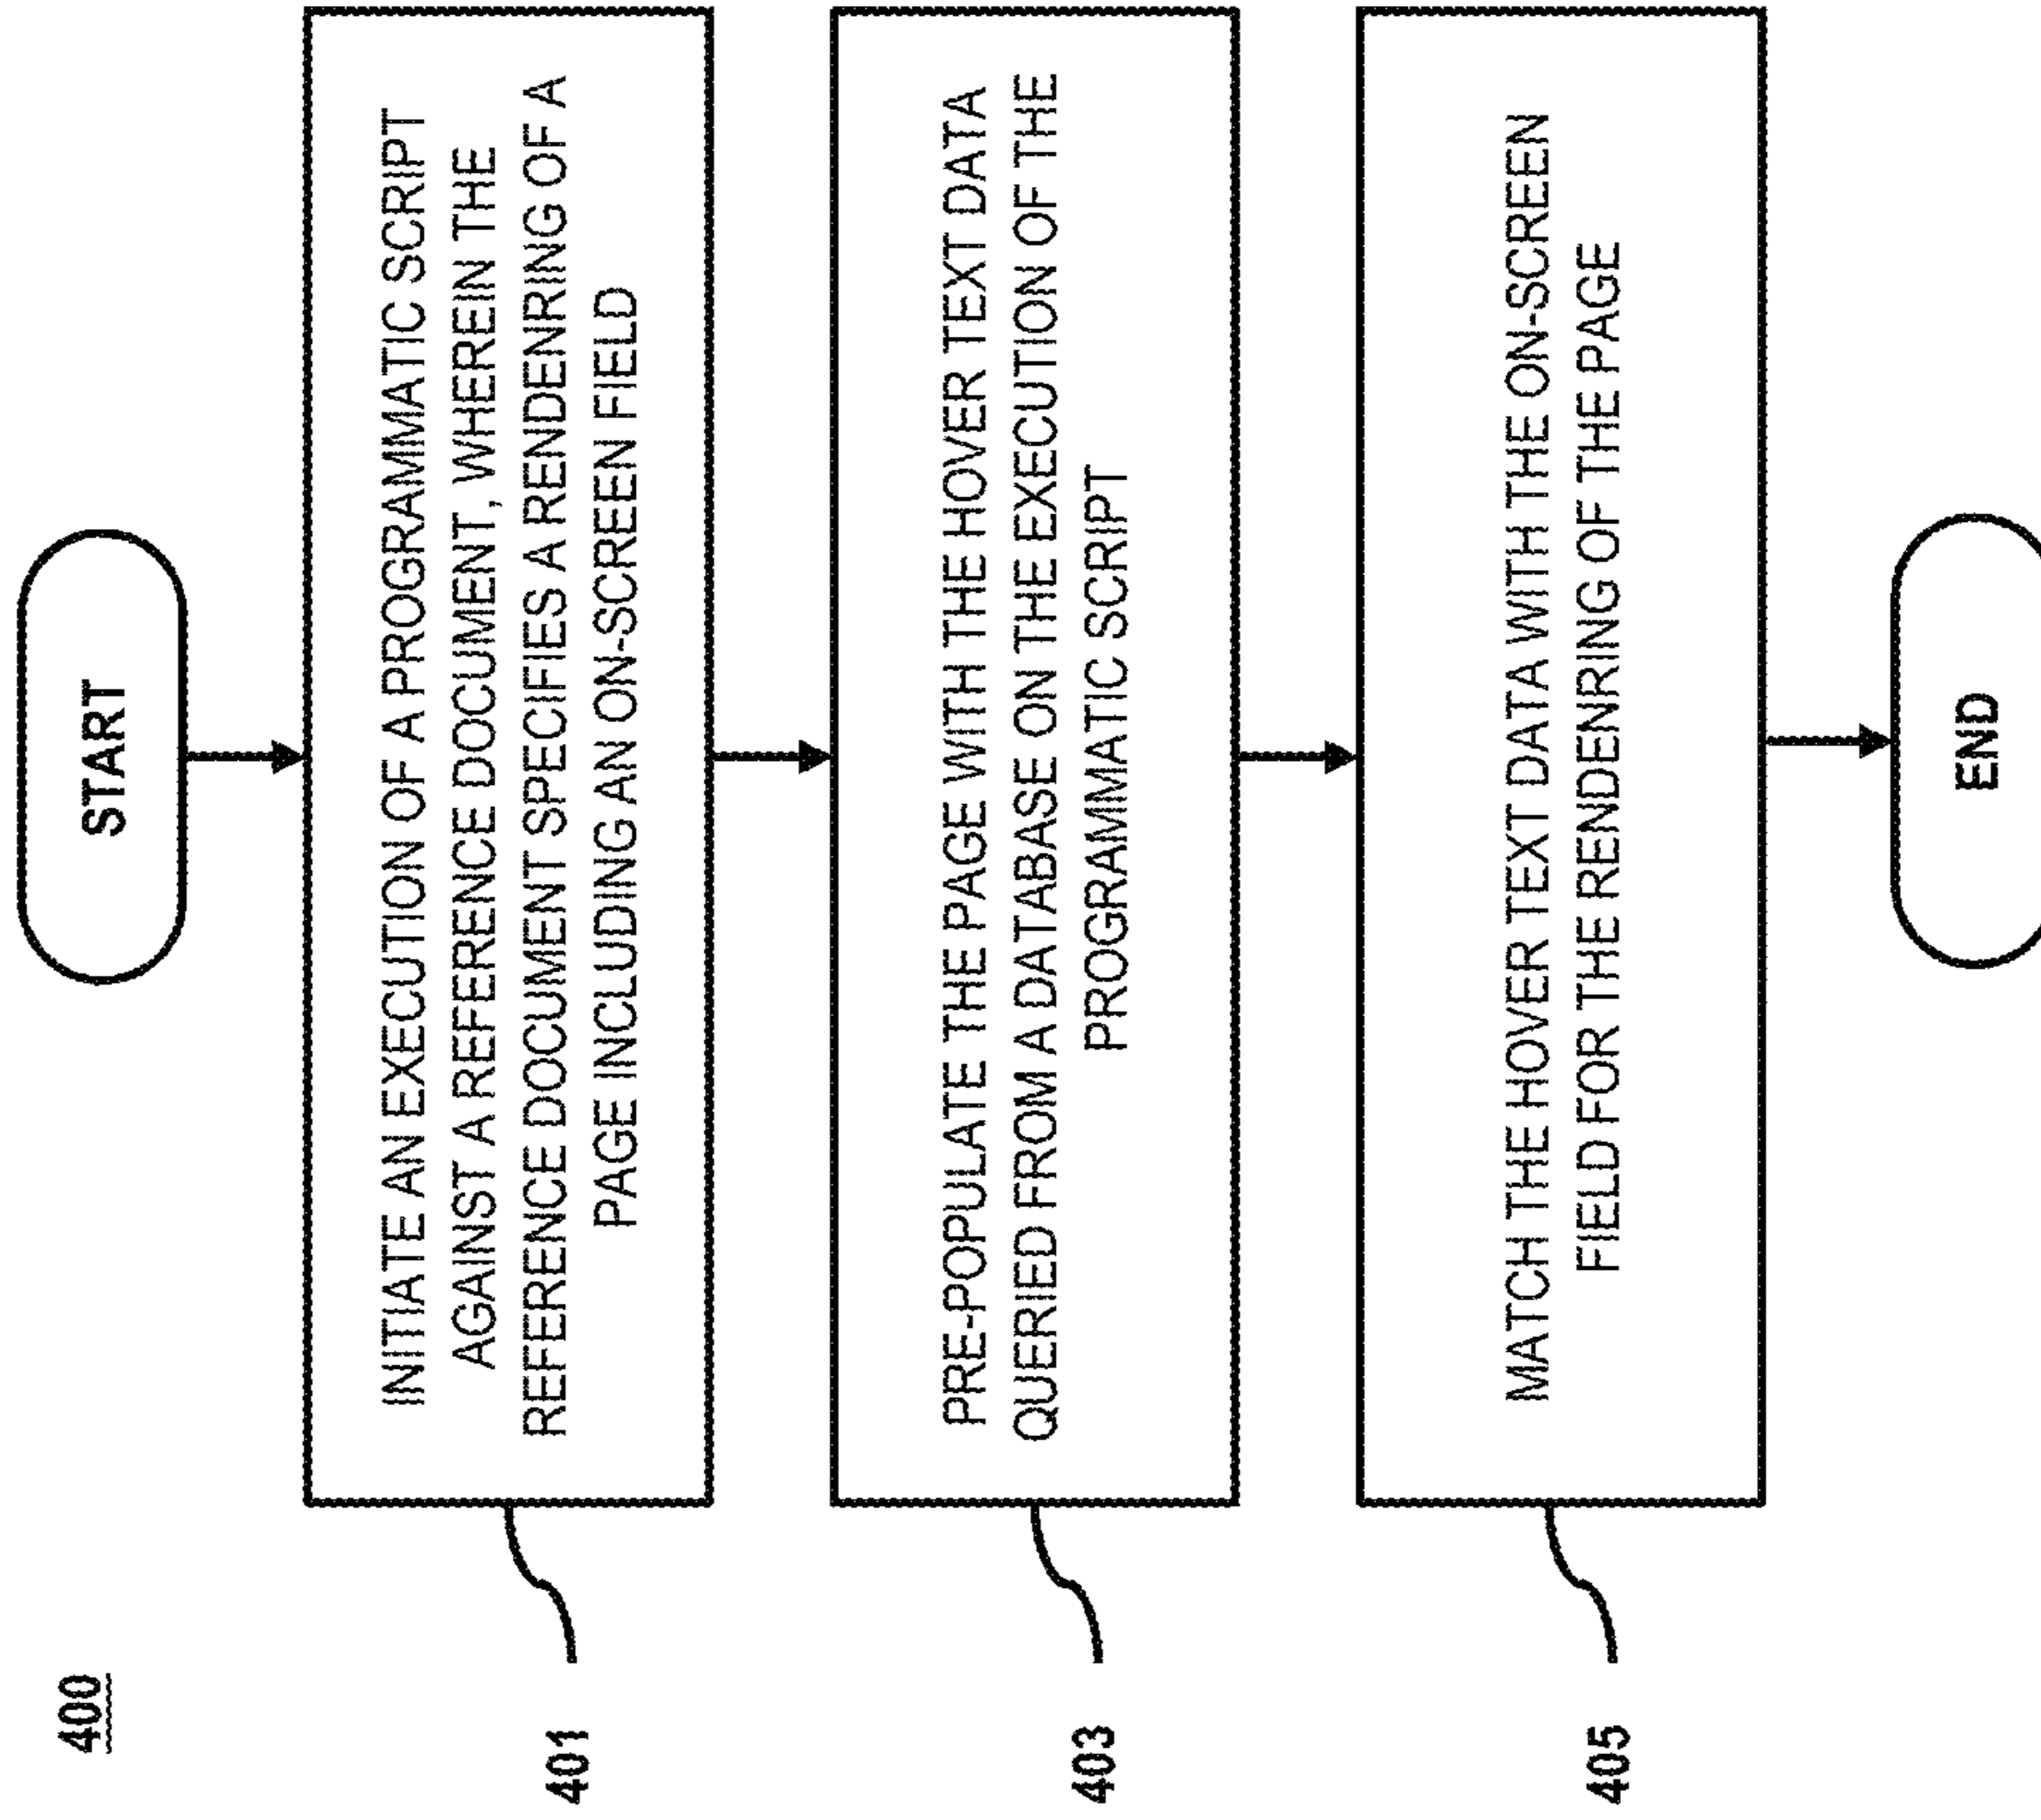 400
START
401
INITIATE AN EXECUTION OF A PROGRAMMATIC SCRIPT
AGAINST A REFERENCE DOCUMENT, WHEREIN THE
REFERENCE DOCUMENT SPECIFIES A RENDENRING OF A
PAGE INCLUDING AN ON-SCREEN FIELD
403
PRE-POPULATE THE PAGE WITH THE HOVER TEXT DATA
QUERIED FROM A DATABASE ON THE EXECUTION OF THE
PROGRAMMATIC SCRIPT
405
MATCH THE HOVER TEXT DATA WITH THE ON-SCREEN
FIELD FOR THE RENDENRING OF THE PAGE
END